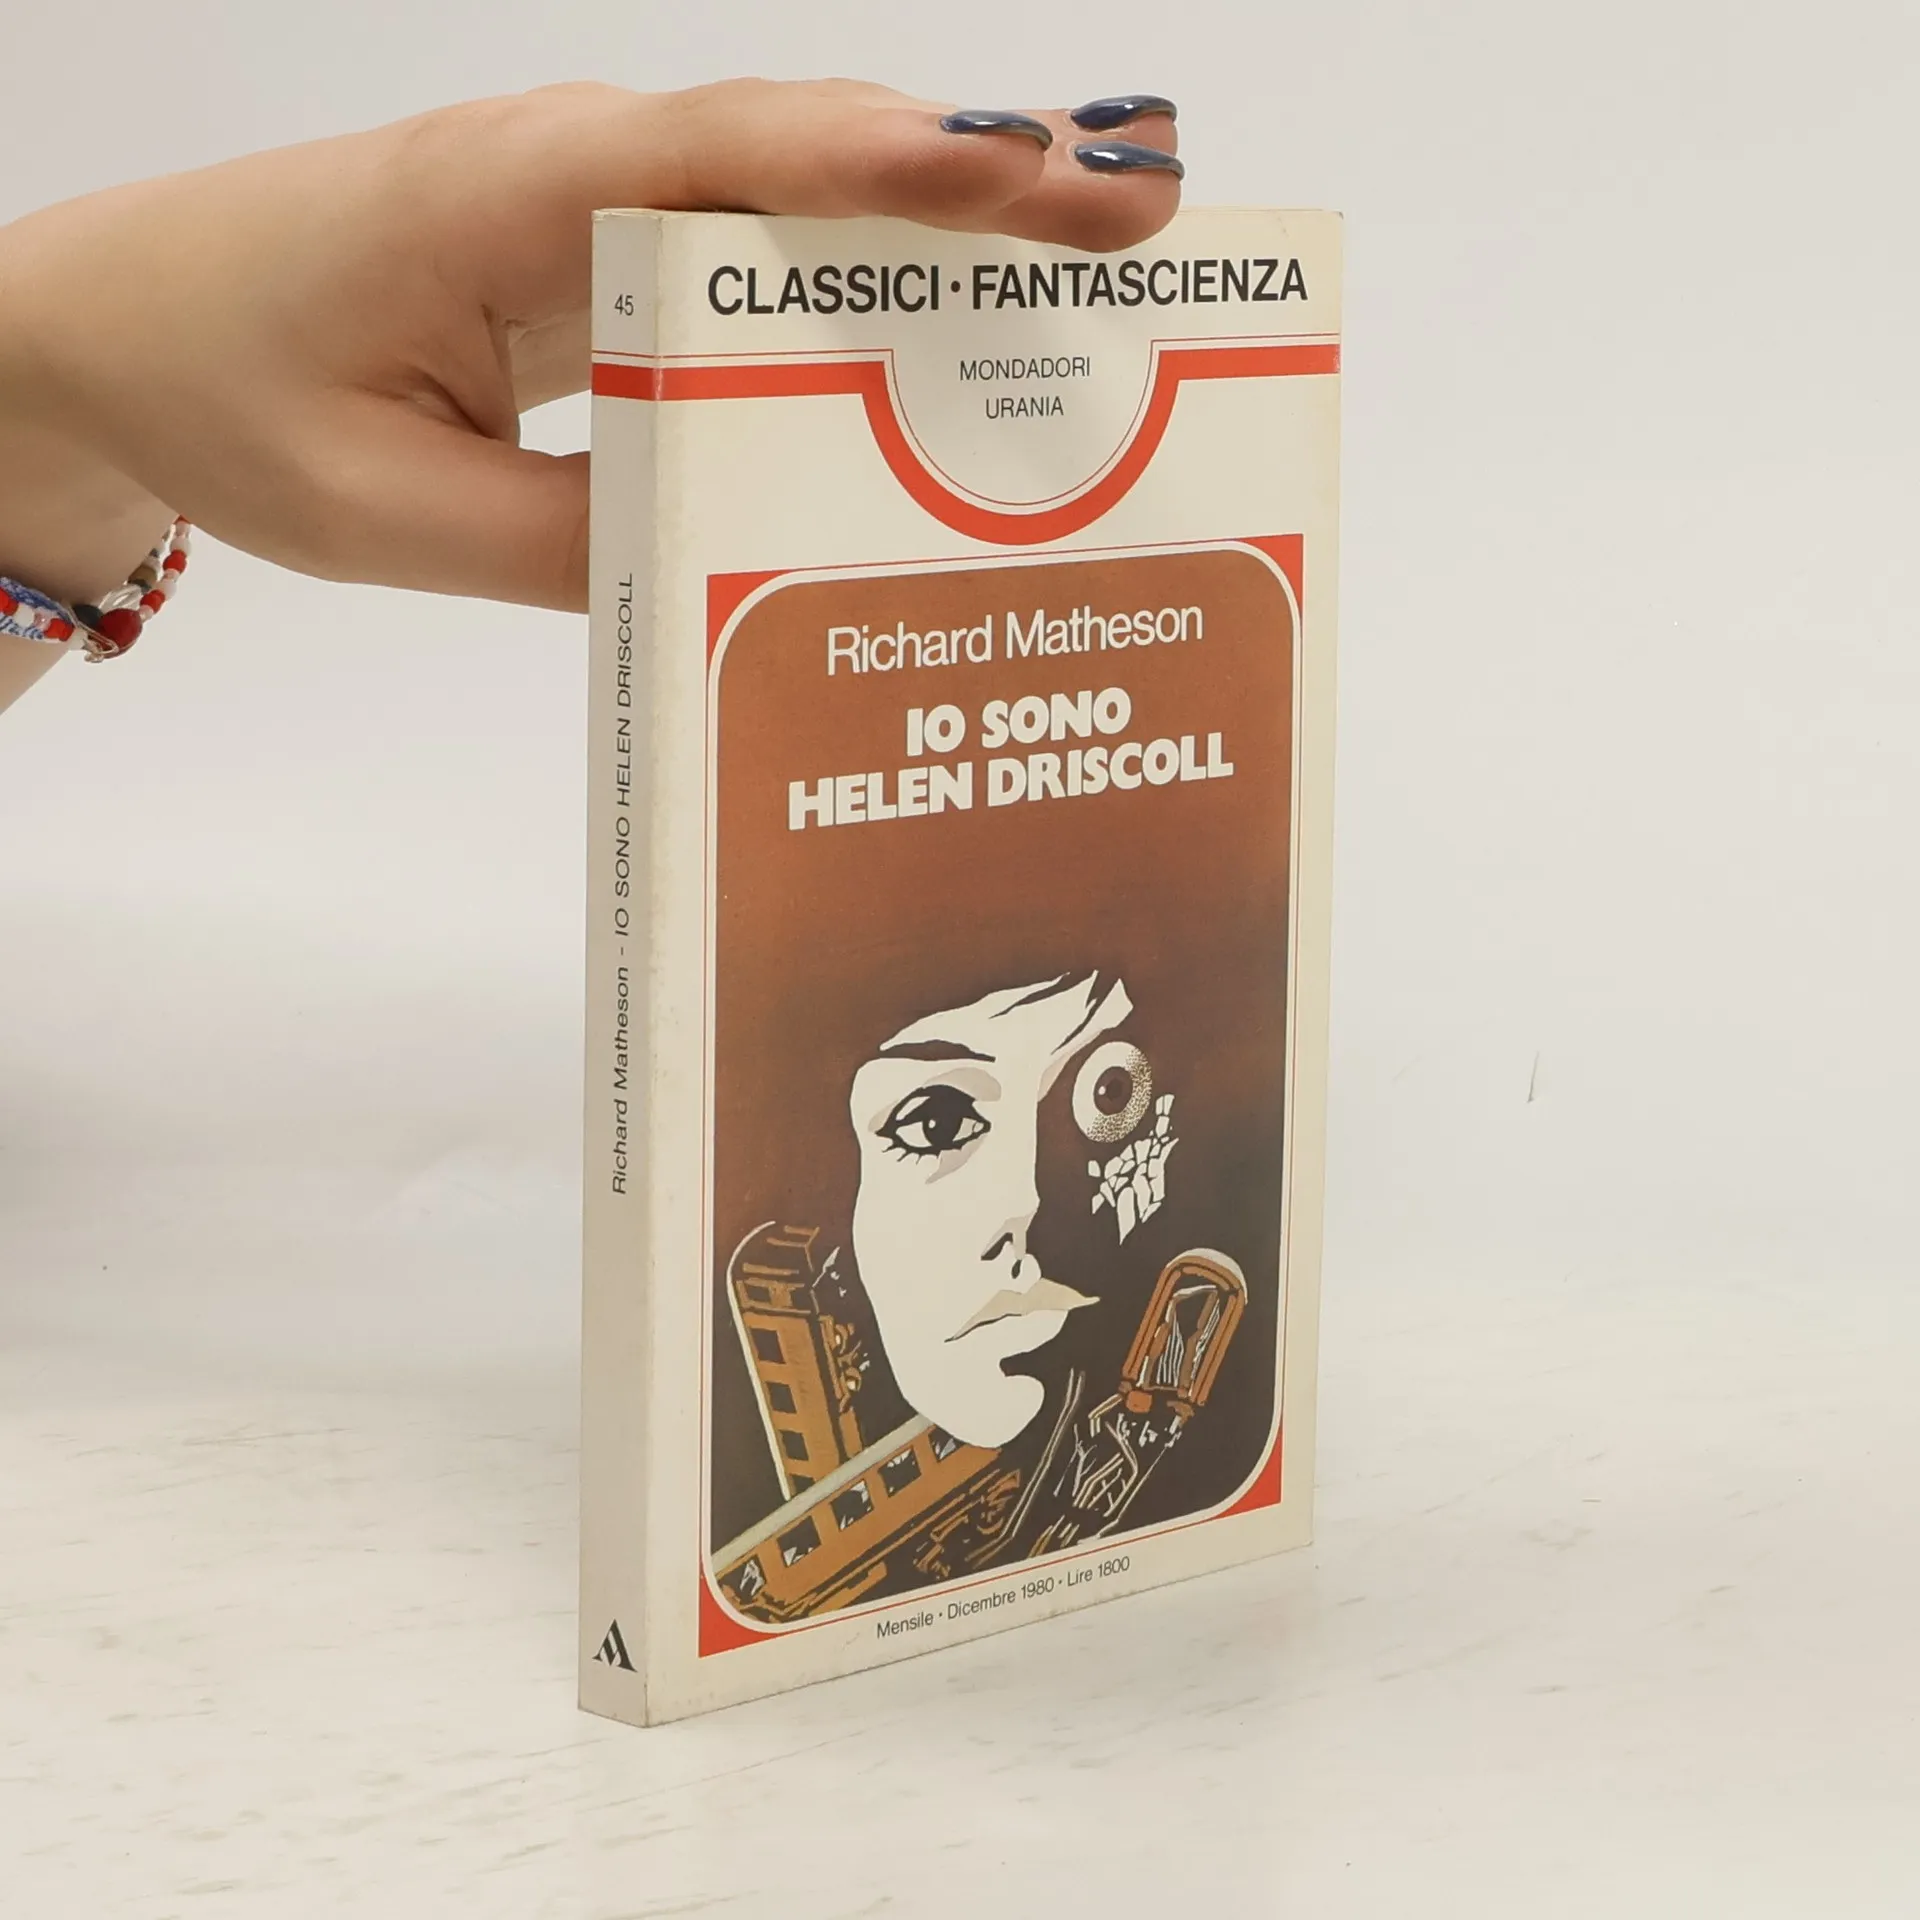 CLASSICI • FANTASCIENZA
MONDADORI
URANIA
Richard Matheson
IO SONO
HELEN DRISCOLL
Mensile • Dicembre 1980 • Lire 1800
45
Richard Matheson - IO SONO HELEN DRISCOLL